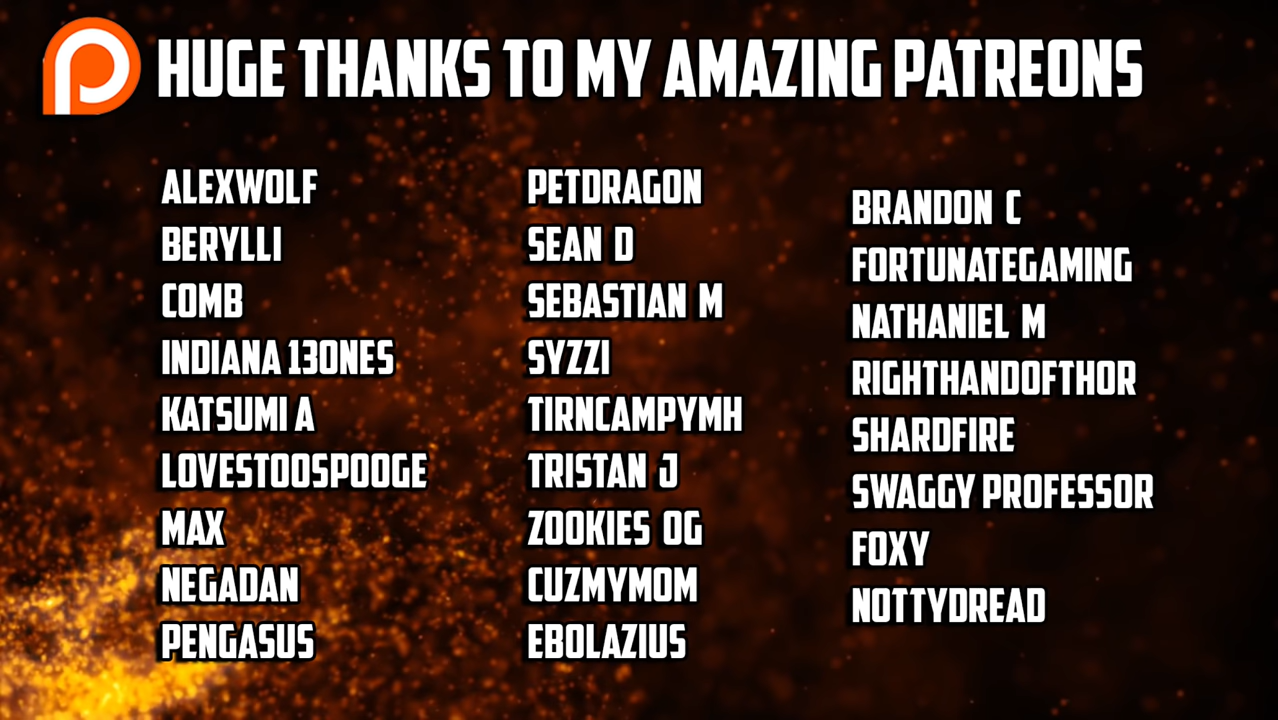 HUGE THANKS TO MY AMAZING PATREONS
ALEXWOLF
BERYLLI
COMB
INDIANA 130NES
KATSUMI A
LOVESTOOSPOOGE
MAX
NEGADAN
PENGASUS
PETDRAGON
SEAN D
SEBASTIAN M
SYZZI
TIRNCAMPYMH
TRISTAN J
ZOOKIES OG
CUZMYMOM
EBOLAZIUS
BRANDON C
FORTUNATEGAMING
NATHANIEL M
RIGHTHANDOFTHOR
SHARDFIRE
SWAGGY PROFESSOR
FOXY
NOTTYDREAD